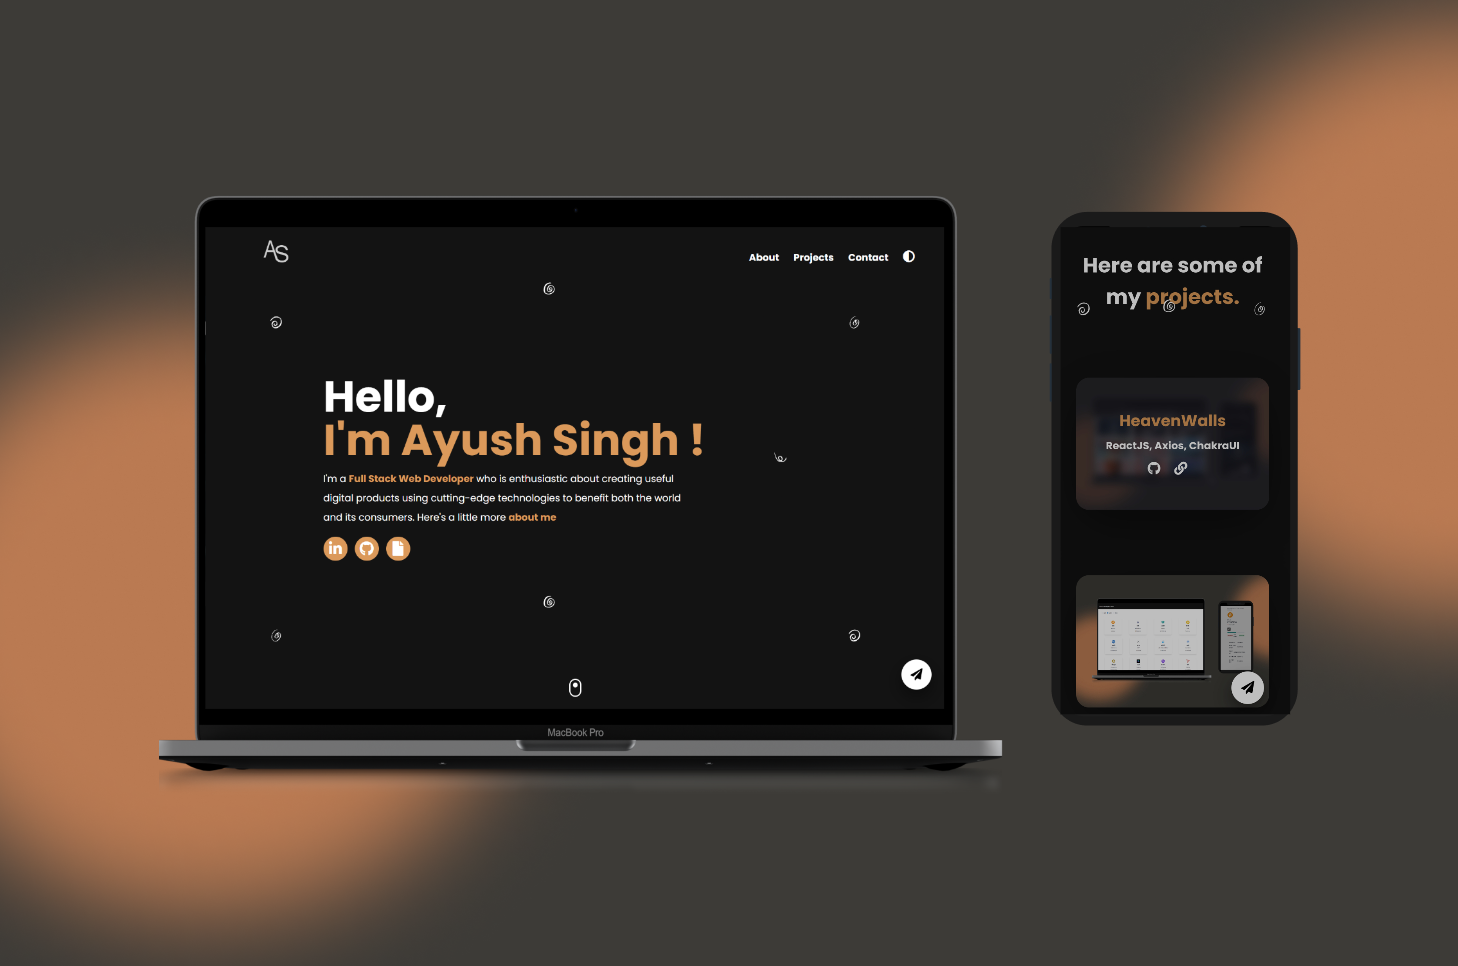 AS
About Projects Contact
Hello,
I'm Ayush Singh !
I'm a Full Stack Web Developer who is enthusiastic about creating useful
digital products using cutting-edge technologies to benefit both the world
and its consumers. Here's a little more about me
in
MacBook Pro
Here are some of
my projects.
HeavenWalls
ReactJS, Axios, ChakraUI